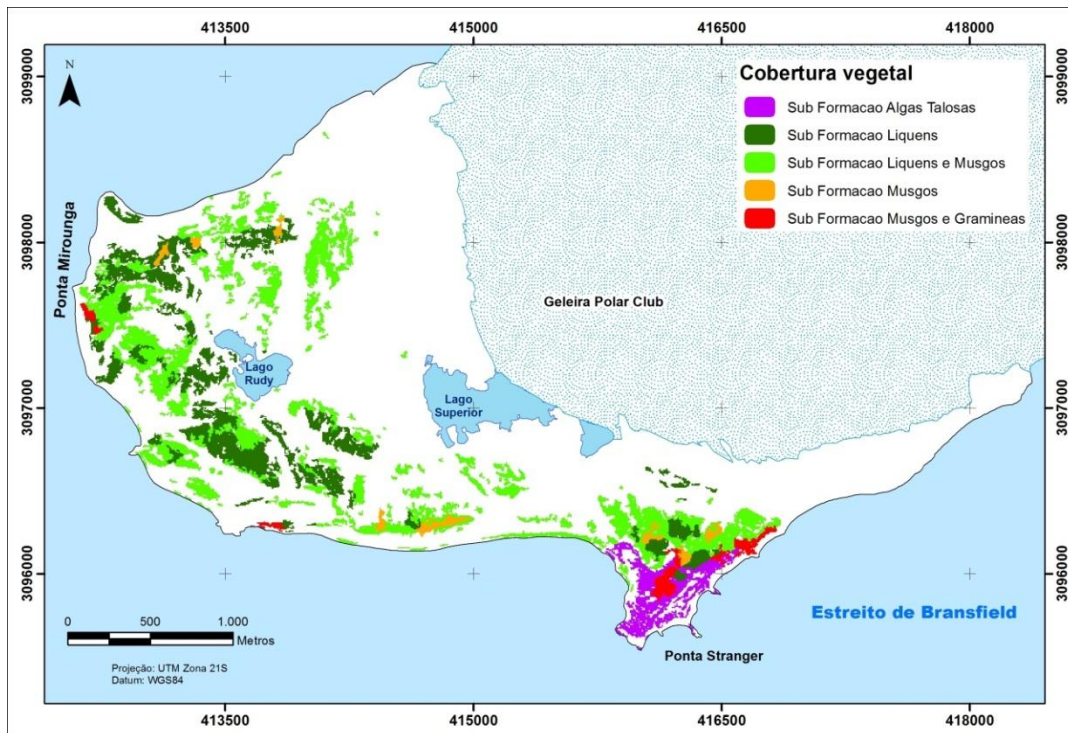 413500 415000 416500 418000
3099000
3099000
N
Cobertura vegetal
Sub Formacao Algas Talosas
Sub Formacao Liquens
Sub Formacao Liquens e Musgos
Sub Formacao Musgos
Sub Formacao Musgos e Gramineas
Ponta Mirounga
3098000
3098000
Geleira Polar Club
Lago
Rudy
Lago
Superior
3097000
3097000
3096000
3096000
Estreito de Bransfield
Ponta Stranger
0 500 1.000
Metros
Projeção: UTM Zona 21S
Datum: WGS84
413500 415000 416500 418000